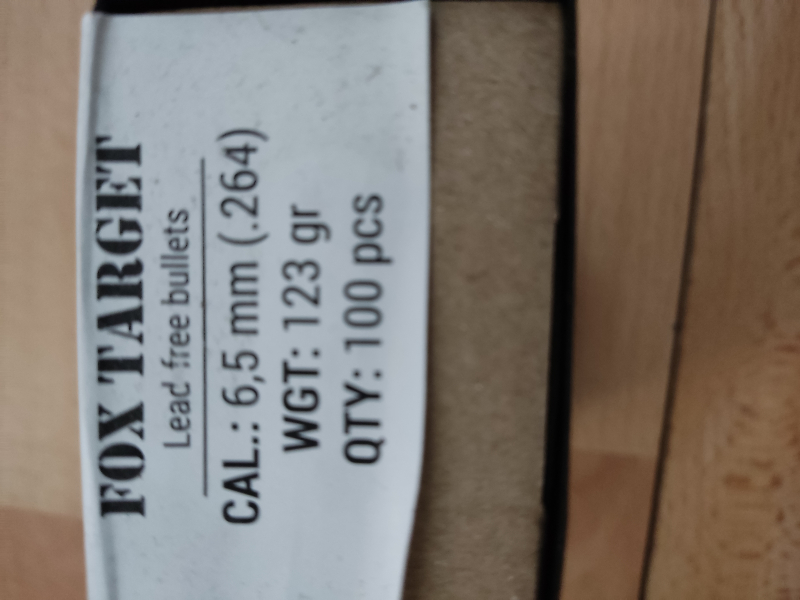 FOX TARGET
Lead free bullets
CAL.: 6,5 mm (.264)
WGT: 123 gr
QTY: 100 pcs